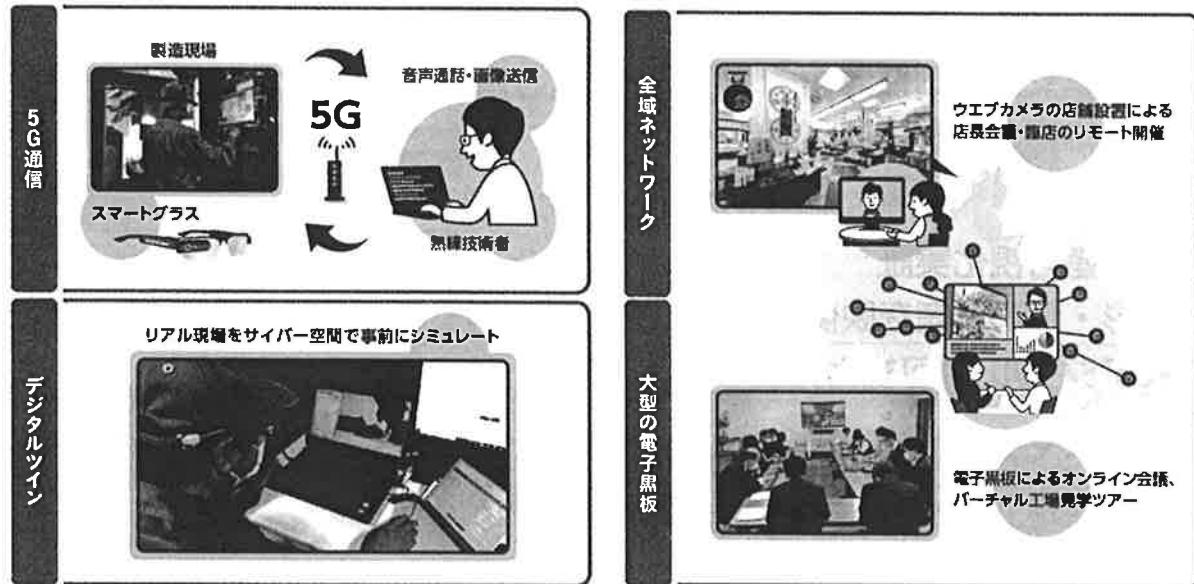 5G通信
製造現場
音声通話・画像送信
5G
スマートグラス
熟練技術者
デジタルツイン
リアル現場をサイバー空間で事前にシミュレート
全域ネットワーク
ウエブカメラの店舗設置による
店長会議・臨店のリモート開催
大型の電子黒板
電子黒板によるオンライン会議、
バーチャル工場見学ツアー